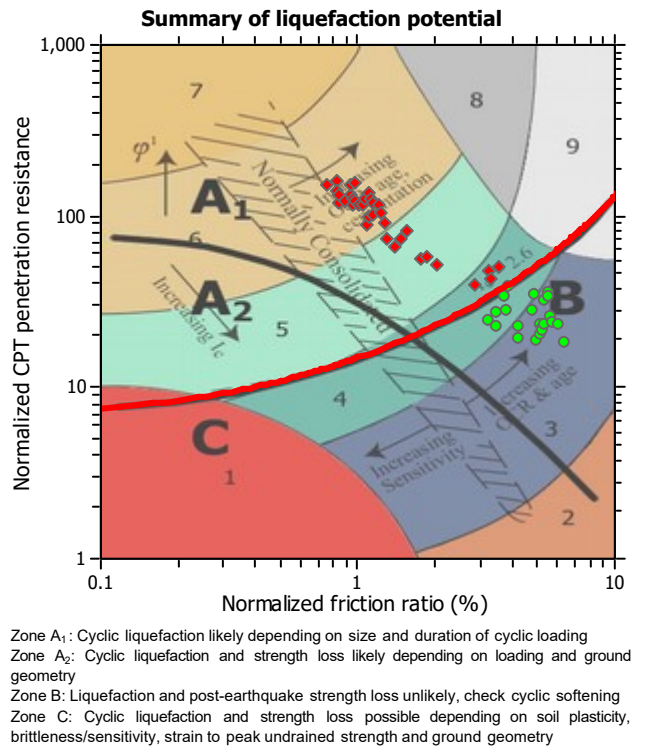 Summary of liquefaction potential
1,000
100
10
1
Normalized CPT penetration resistance
0.1
1
10
Normalized friction ratio (%)
7
8
9
φ'
A1
Normally Consolidated
6
A2
Increasing Ic
5
2.6
B
4
Increasing
OCR & age
Increasing
Sensitivity
3
C
1
2
Zone A1: Cyclic liquefaction likely depending on size and duration of cyclic loading
Zone A2: Cyclic liquefaction and strength loss likely depending on loading and ground
geometry
Zone B: Liquefaction and post-earthquake strength loss unlikely, check cyclic softening
Zone C: Cyclic liquefaction and strength loss possible depending on soil plasticity,
brittleness/sensitivity, strain to peak undrained strength and ground geometry